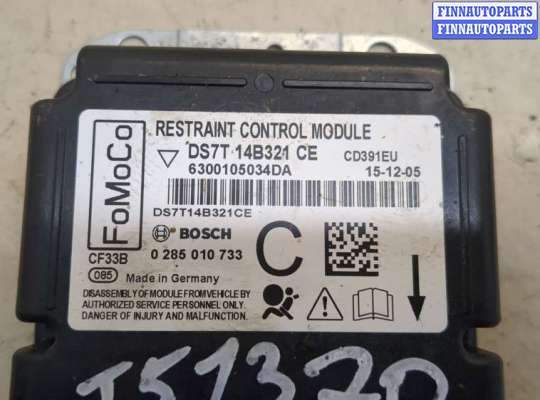 FINNAUTOPARTS
FINNAUTOPARTS
FoMoCo
RESTRAINT CONTROL MODULE
DS7T 14B321 CE CD391EU
6300105034DA 15-12-05
DS7T14B321CE
BOSCH
0 285 010 733
C
CF33B
085 Made in Germany
DISASSEMBLY OF MODULE FROM VEHICLE BY
AUTHORIZED SERVICE PERSONNEL ONLY.
DANGER OF INJURY AND MALFUNCTION.